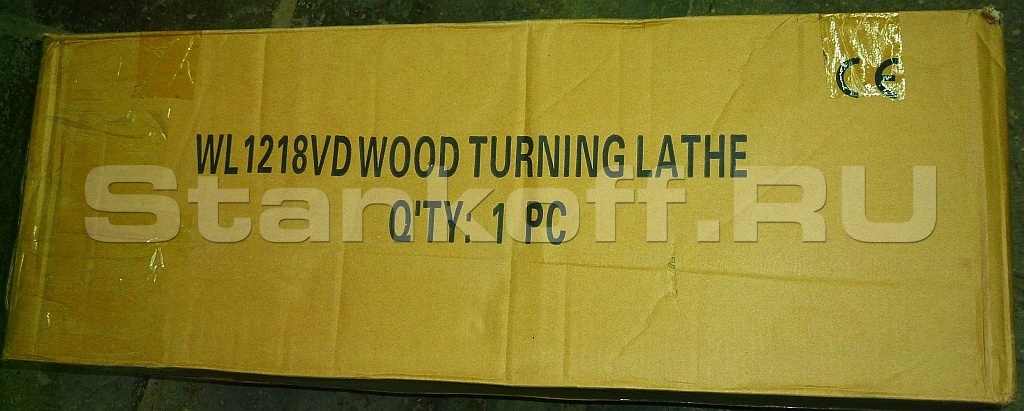 CE
WL1218VD WOOD TURNING LATHE
Stankoff.RU
Q'TY: 1 PC